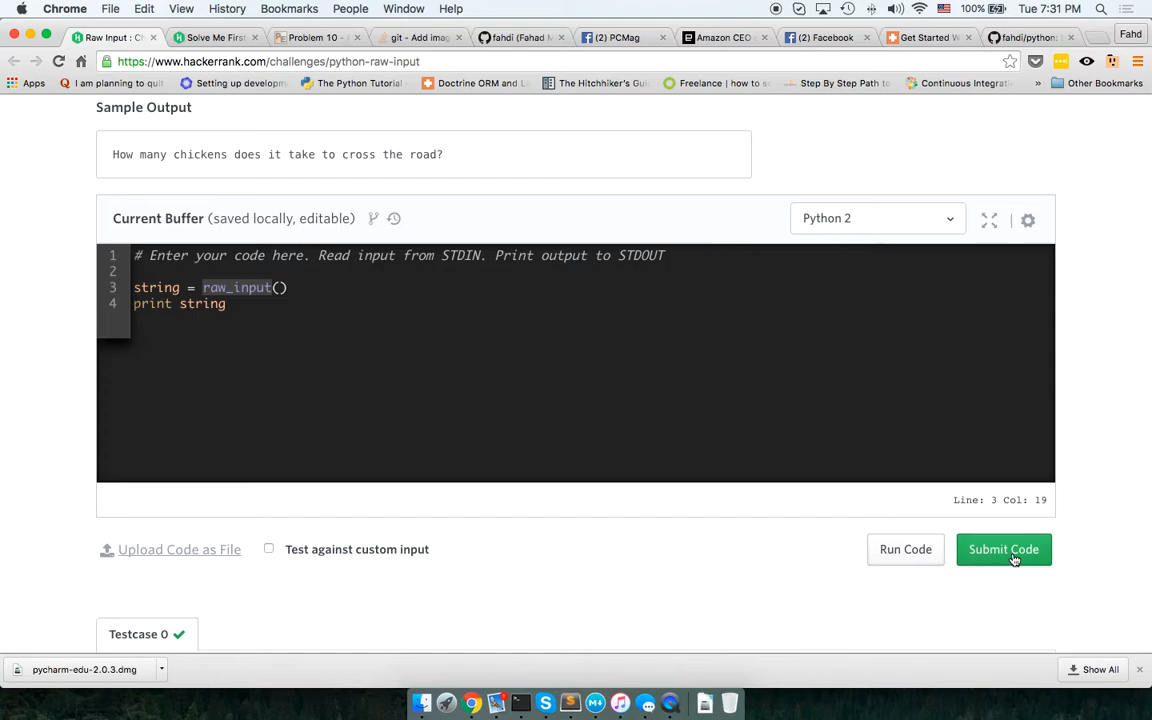 Chrome File Edit View History Bookmarks People Window Help 100% Tue 7:31 PM
Raw Input : Ch Solve Me First Problem 10 - git - Add imag fahdi (Fahad M (2) PCMag Amazon CEO (2) Facebook Get Started W fahdi/python: Fahd
https://www.hackerrank.com/challenges/python-raw-input
Apps I am planning to quit Setting up developm The Python Tutorial Doctrine ORM and L The Hitchhiker's Gui Freelance | how to s Step By Step Path to Continuous Integrati » Other Bookmarks
Sample Output
How many chickens does it take to cross the road?
Current Buffer (saved locally, editable) Python 2
1 # Enter your code here. Read input from STDIN. Print output to STDOUT
2
3 string = raw_input()
4 print string
Line: 3 Col: 19
Upload Code as File Test against custom input Run Code Submit Code
Testcase 0
pycharm-edu-2.0.3.dmg Show All